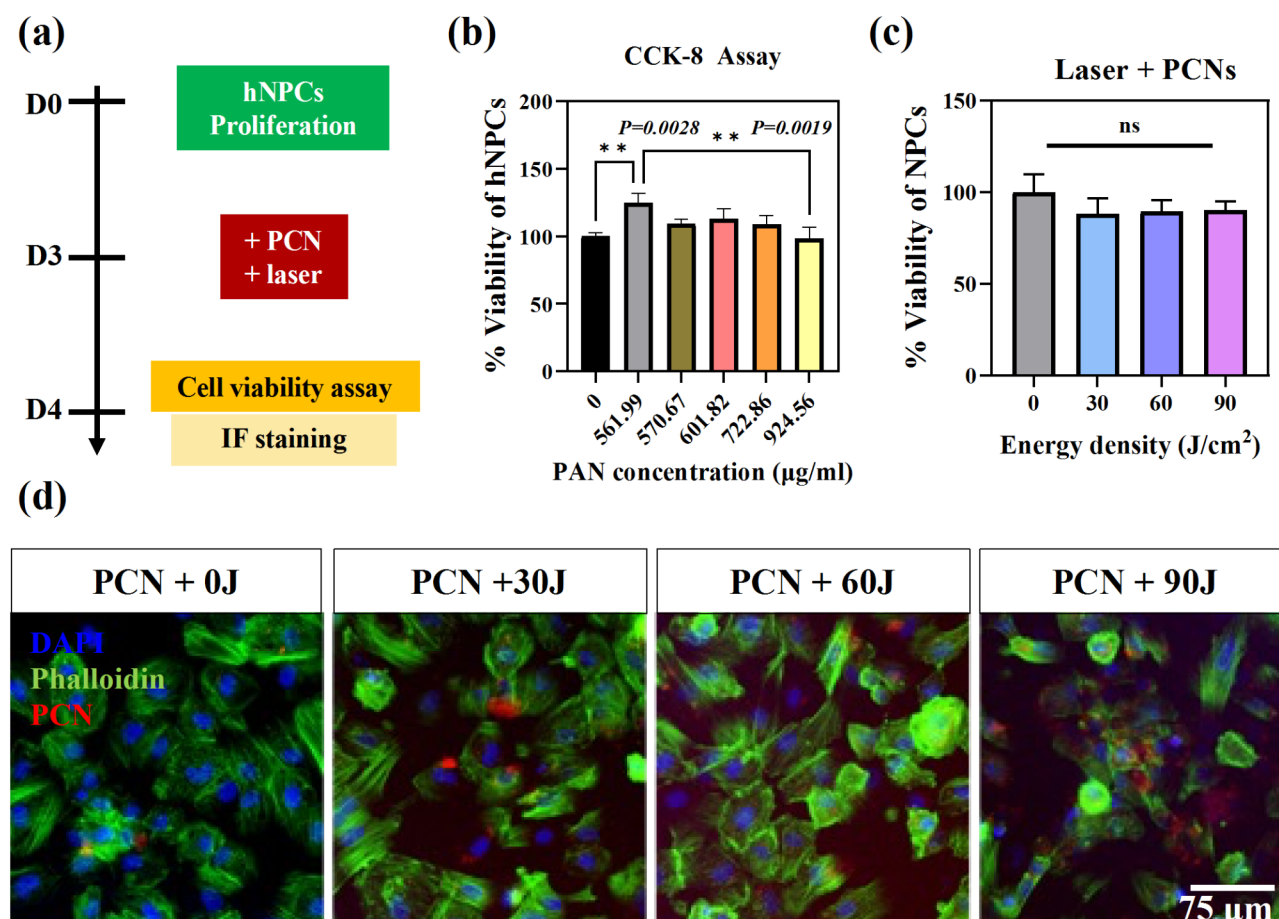 (a)
D0
hNPCs
Proliferation
D3
+ PCN
+ laser
D4
Cell viability assay
IF staining
(b)
CCK-8 Assay
% Viability of hNPCs
200
150
100
50
0
P=0.0028
P=0.0019
**
**
0
561.99
570.67
601.82
722.86
924.56
PAN concentration (µg/ml)
(c)
Laser + PCNs
% Viability of NPCs
150
100
50
0
ns
0 30 60 90
Energy density (J/cm²)
(d)
PCN + 0J
PCN +30J
PCN + 60J
PCN + 90J
DAPI
Phalloidin
PCN
75 µm